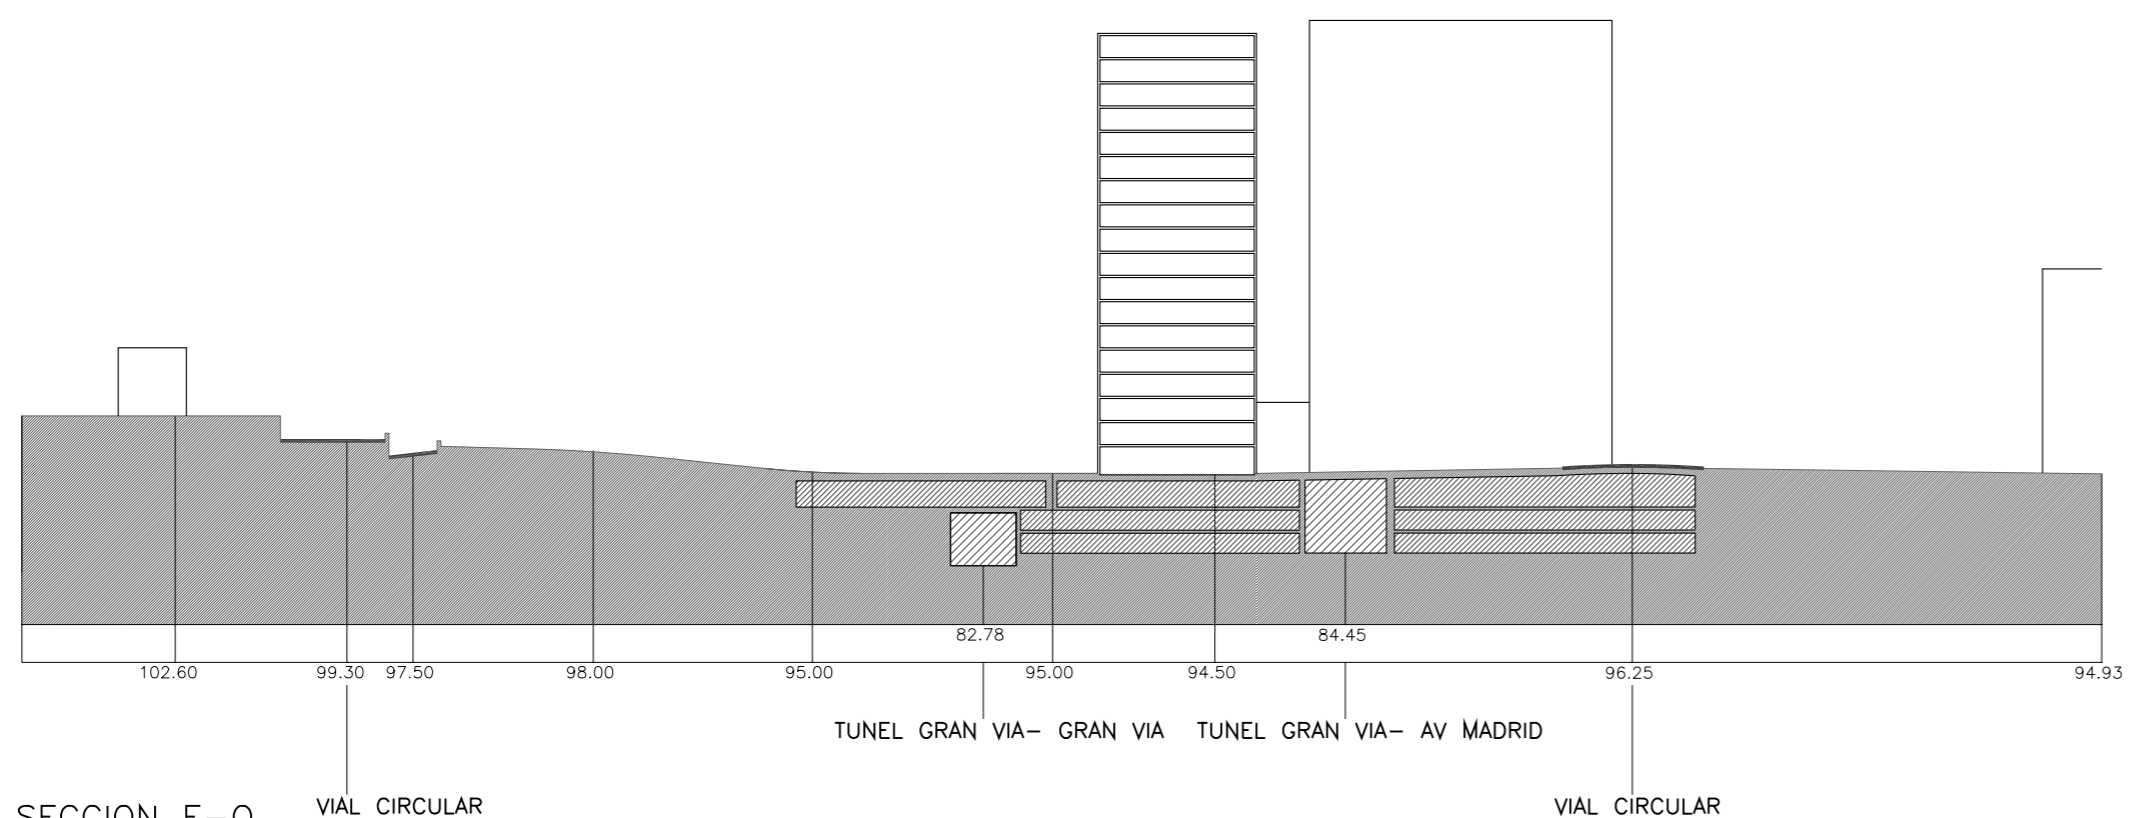 82.78 84.45
102.60 99.30 97.50 98.00 95.00 95.00 94.50 96.25 94.93
TUNEL GRAN VIA- GRAN VIA TUNEL GRAN VIA- AV MADRID
SECCION E-O VIAL CIRCULAR VIAL CIRCULAR